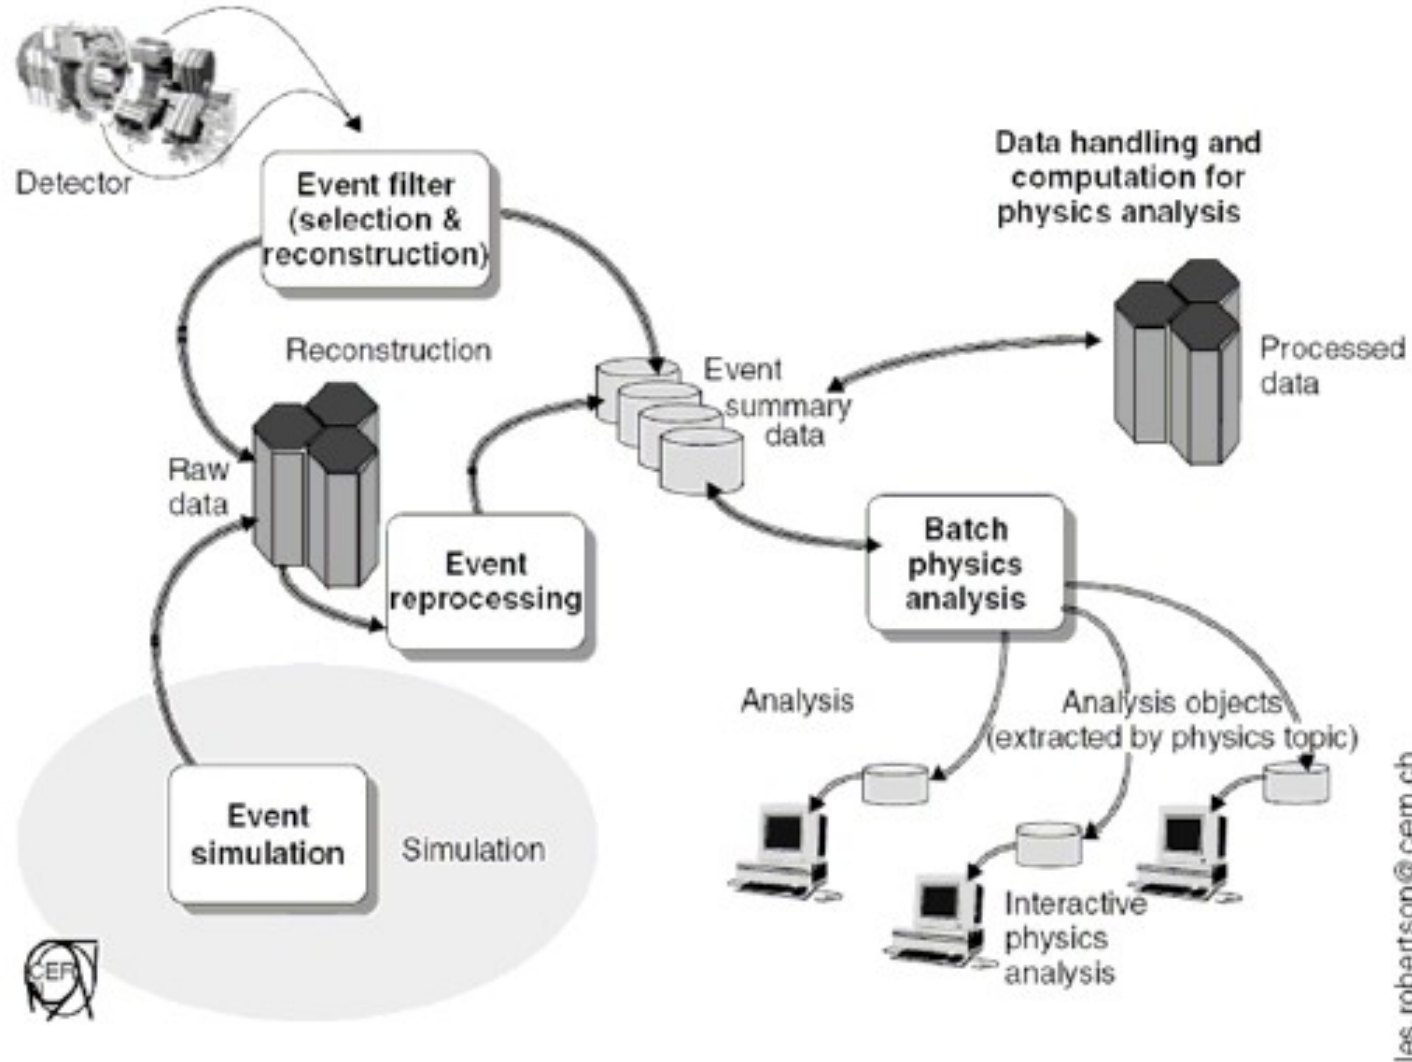 Detector
Event filter
(selection &
reconstruction)
Data handling and
computation for
physics analysis
Reconstruction
Event
summary
data
Processed
data
Raw
data
Event
reprocessing
Batch
physics
analysis
Analysis
Analysis objects
(extracted by physics topic)
Event
simulation
Simulation
Interactive
physics
analysis
CER
N
les.robertson@cern.ch